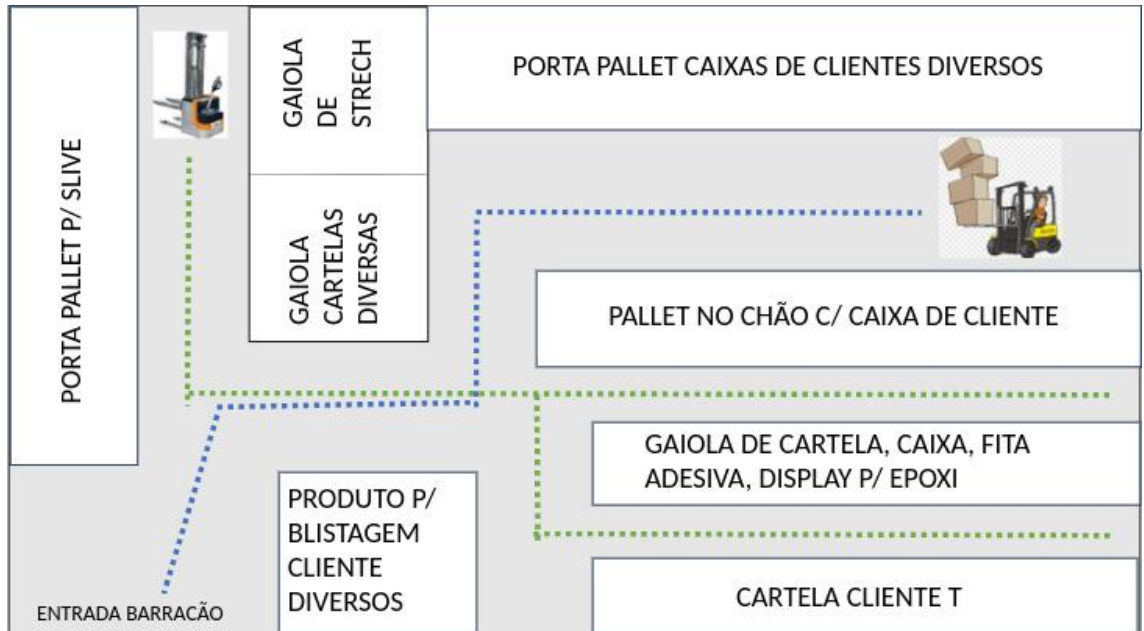 PORTA PALLET P/ SLIVE
GAIOLA
DE
STRECH
PORTA PALLET CAIXAS DE CLIENTES DIVERSOS
GAIOLA
CARTELAS
DIVERSAS
PALLET NO CHÃO C/ CAIXA DE CLIENTE
GAIOLA DE CARTELA, CAIXA, FITA
ADESIVA, DISPLAY P/ EPOXI
PRODUTO P/
BLISTAGEM
CLIENTE
DIVERSOS
CARTELA CLIENTE T
ENTRADA BARRACÃO